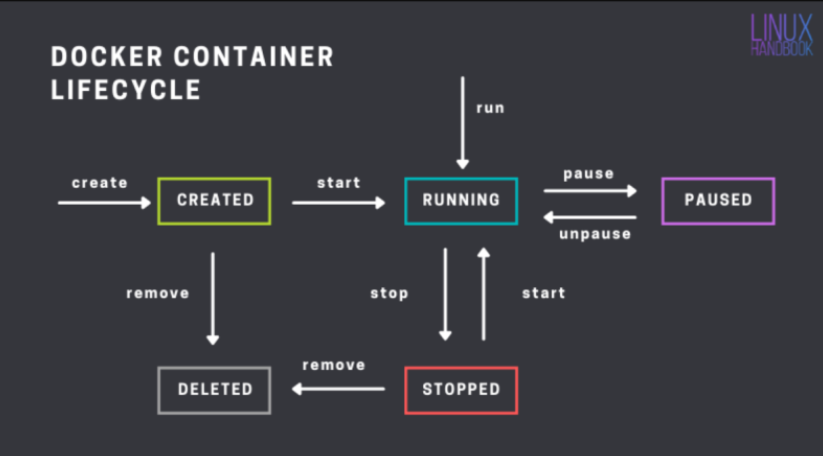 LINUX
HANDBOOK
DOCKER CONTAINER
LIFECYCLE
run
create
CREATED
start
RUNNING
pause
unpause
PAUSED
remove
stop
start
DELETED
remove
STOPPED